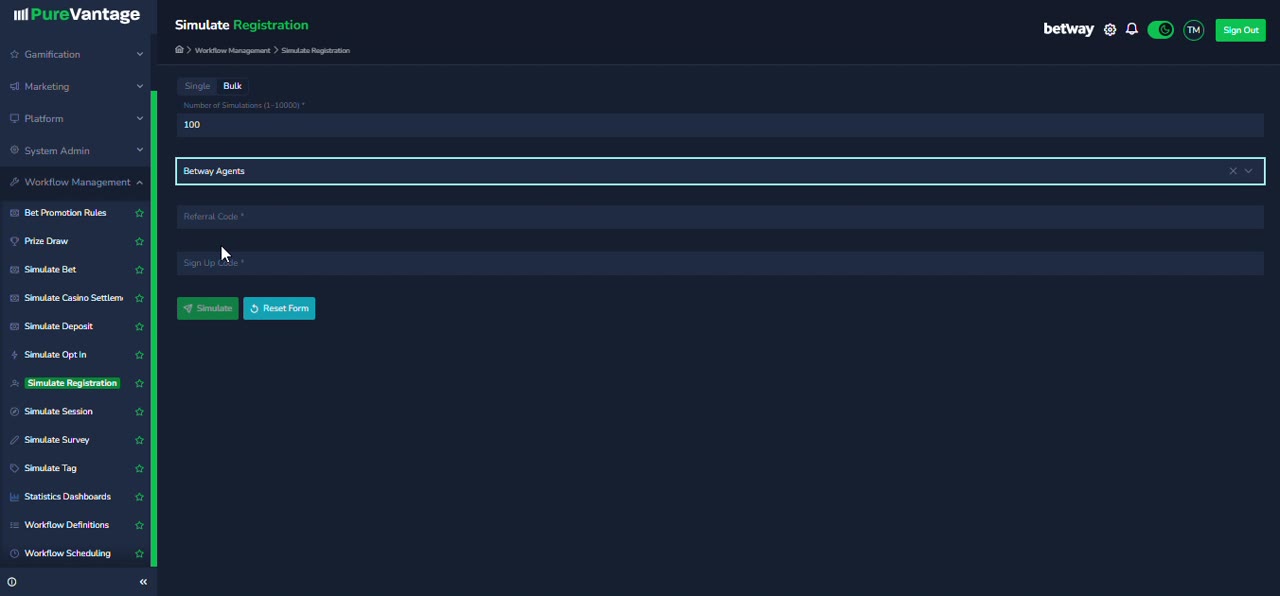 PureVantage
Gamification
Marketing
Platform
System Admin
Workflow Management
Bet Promotion Rules
Prize Draw
Simulate Bet
Simulate Casino Settlem
Simulate Deposit
Simulate Opt In
Simulate Registration
Simulate Session
Simulate Survey
Simulate Tag
Statistics Dashboards
Workflow Definitions
Workflow Scheduling
Simulate Registration
Workflow Management > Simulate Registration
betway
TM
Sign Out
Single Bulk
Number of Simulations (1-10000) *
100
Betway Agents
Referral Code *
Sign Up Code *
Simulate
Reset Form